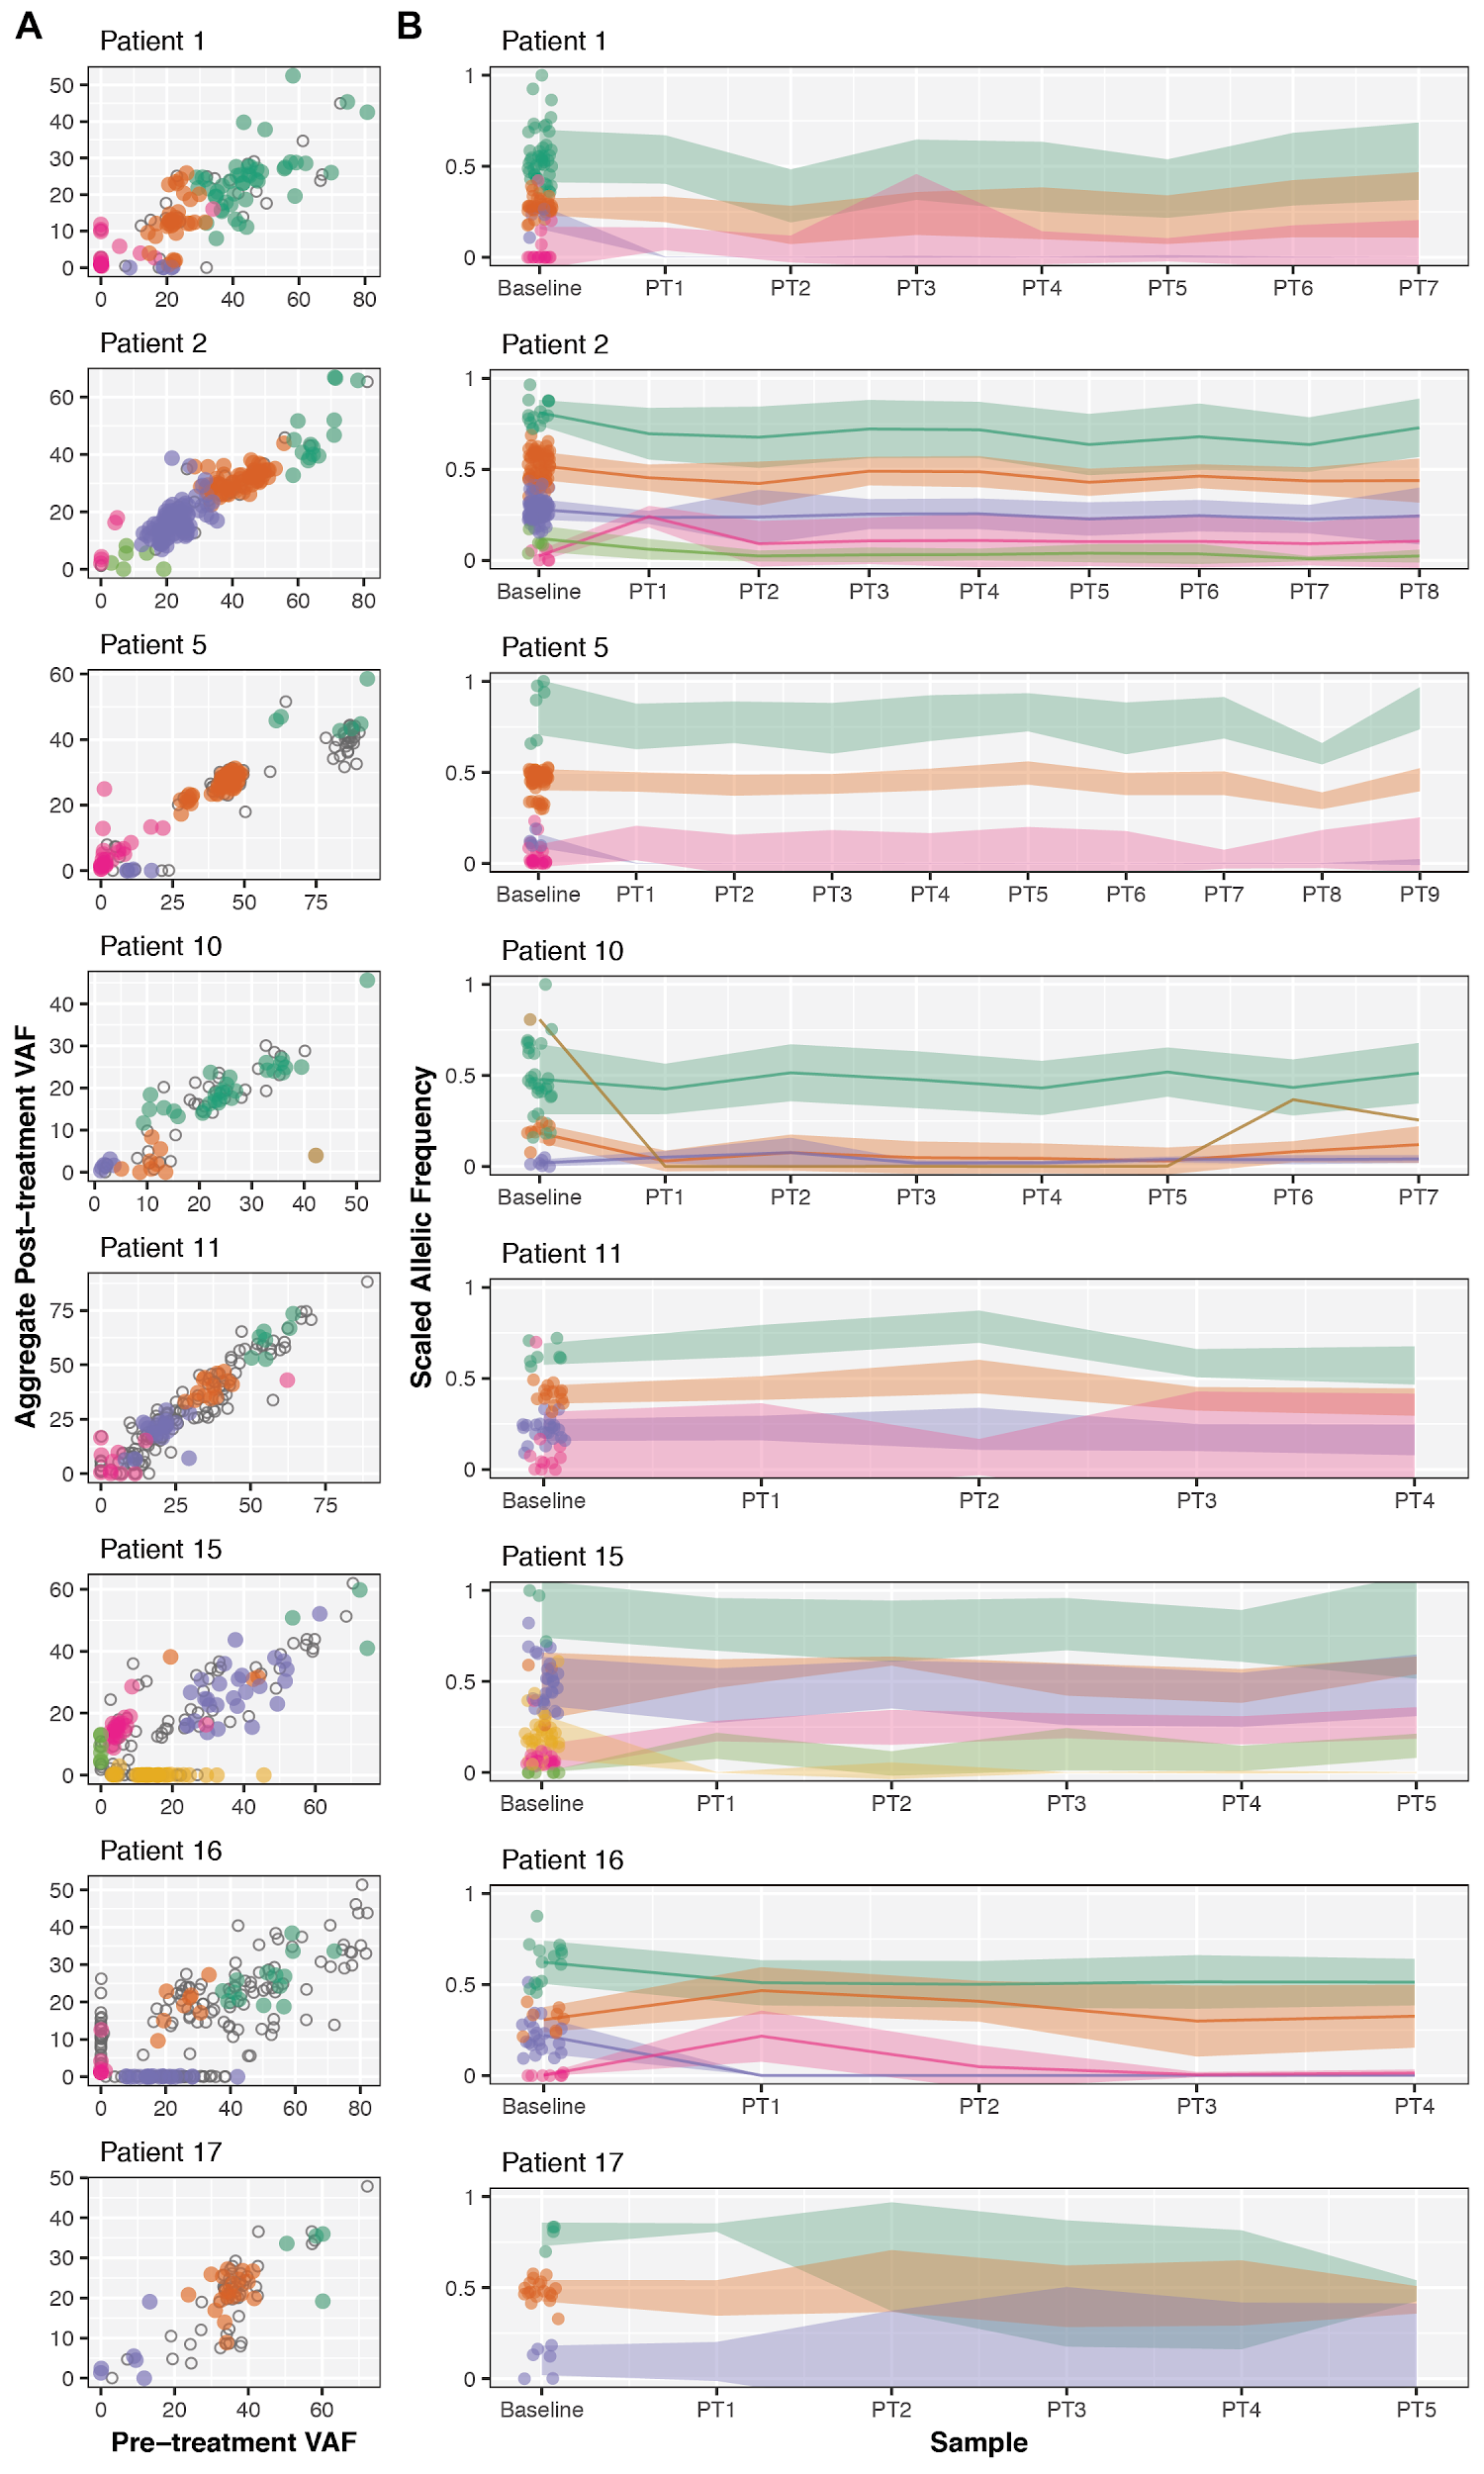 A
B
Patient 1
50
40
30
20
10
0
0 20 40 60 80
Patient 1
1
0.5
0
Baseline PT1 PT2 PT3 PT4 PT5 PT6 PT7
Patient 2
60
40
20
0
0 20 40 60 80
Patient 2
1
0.5
0
Baseline PT1 PT2 PT3 PT4 PT5 PT6 PT7 PT8
Patient 5
60
40
20
0
0 25 50 75
Patient 5
1
0.5
0
Baseline PT1 PT2 PT3 PT4 PT5 PT6 PT7 PT8 PT9
Patient 10
40
30
20
10
0
0 10 20 30 40 50
Patient 10
1
0.5
0
Baseline PT1 PT2 PT3 PT4 PT5 PT6 PT7
Aggregate Post–treatment VAF
Scaled Allelic Frequency
Patient 11
75
50
25
0
0 25 50 75
Patient 11
1
0.5
0
Baseline PT1 PT2 PT3 PT4
Patient 15
60
40
20
0
0 20 40 60
Patient 15
1
0.5
0
Baseline PT1 PT2 PT3 PT4 PT5
Patient 16
50
40
30
20
10
0
0 20 40 60 80
Patient 16
1
0.5
0
Baseline PT1 PT2 PT3 PT4
Patient 17
50
40
30
20
10
0
0 20 40 60
Pre–treatment VAF
Patient 17
1
0.5
0
Baseline PT1 PT2 PT3 PT4 PT5
Sample